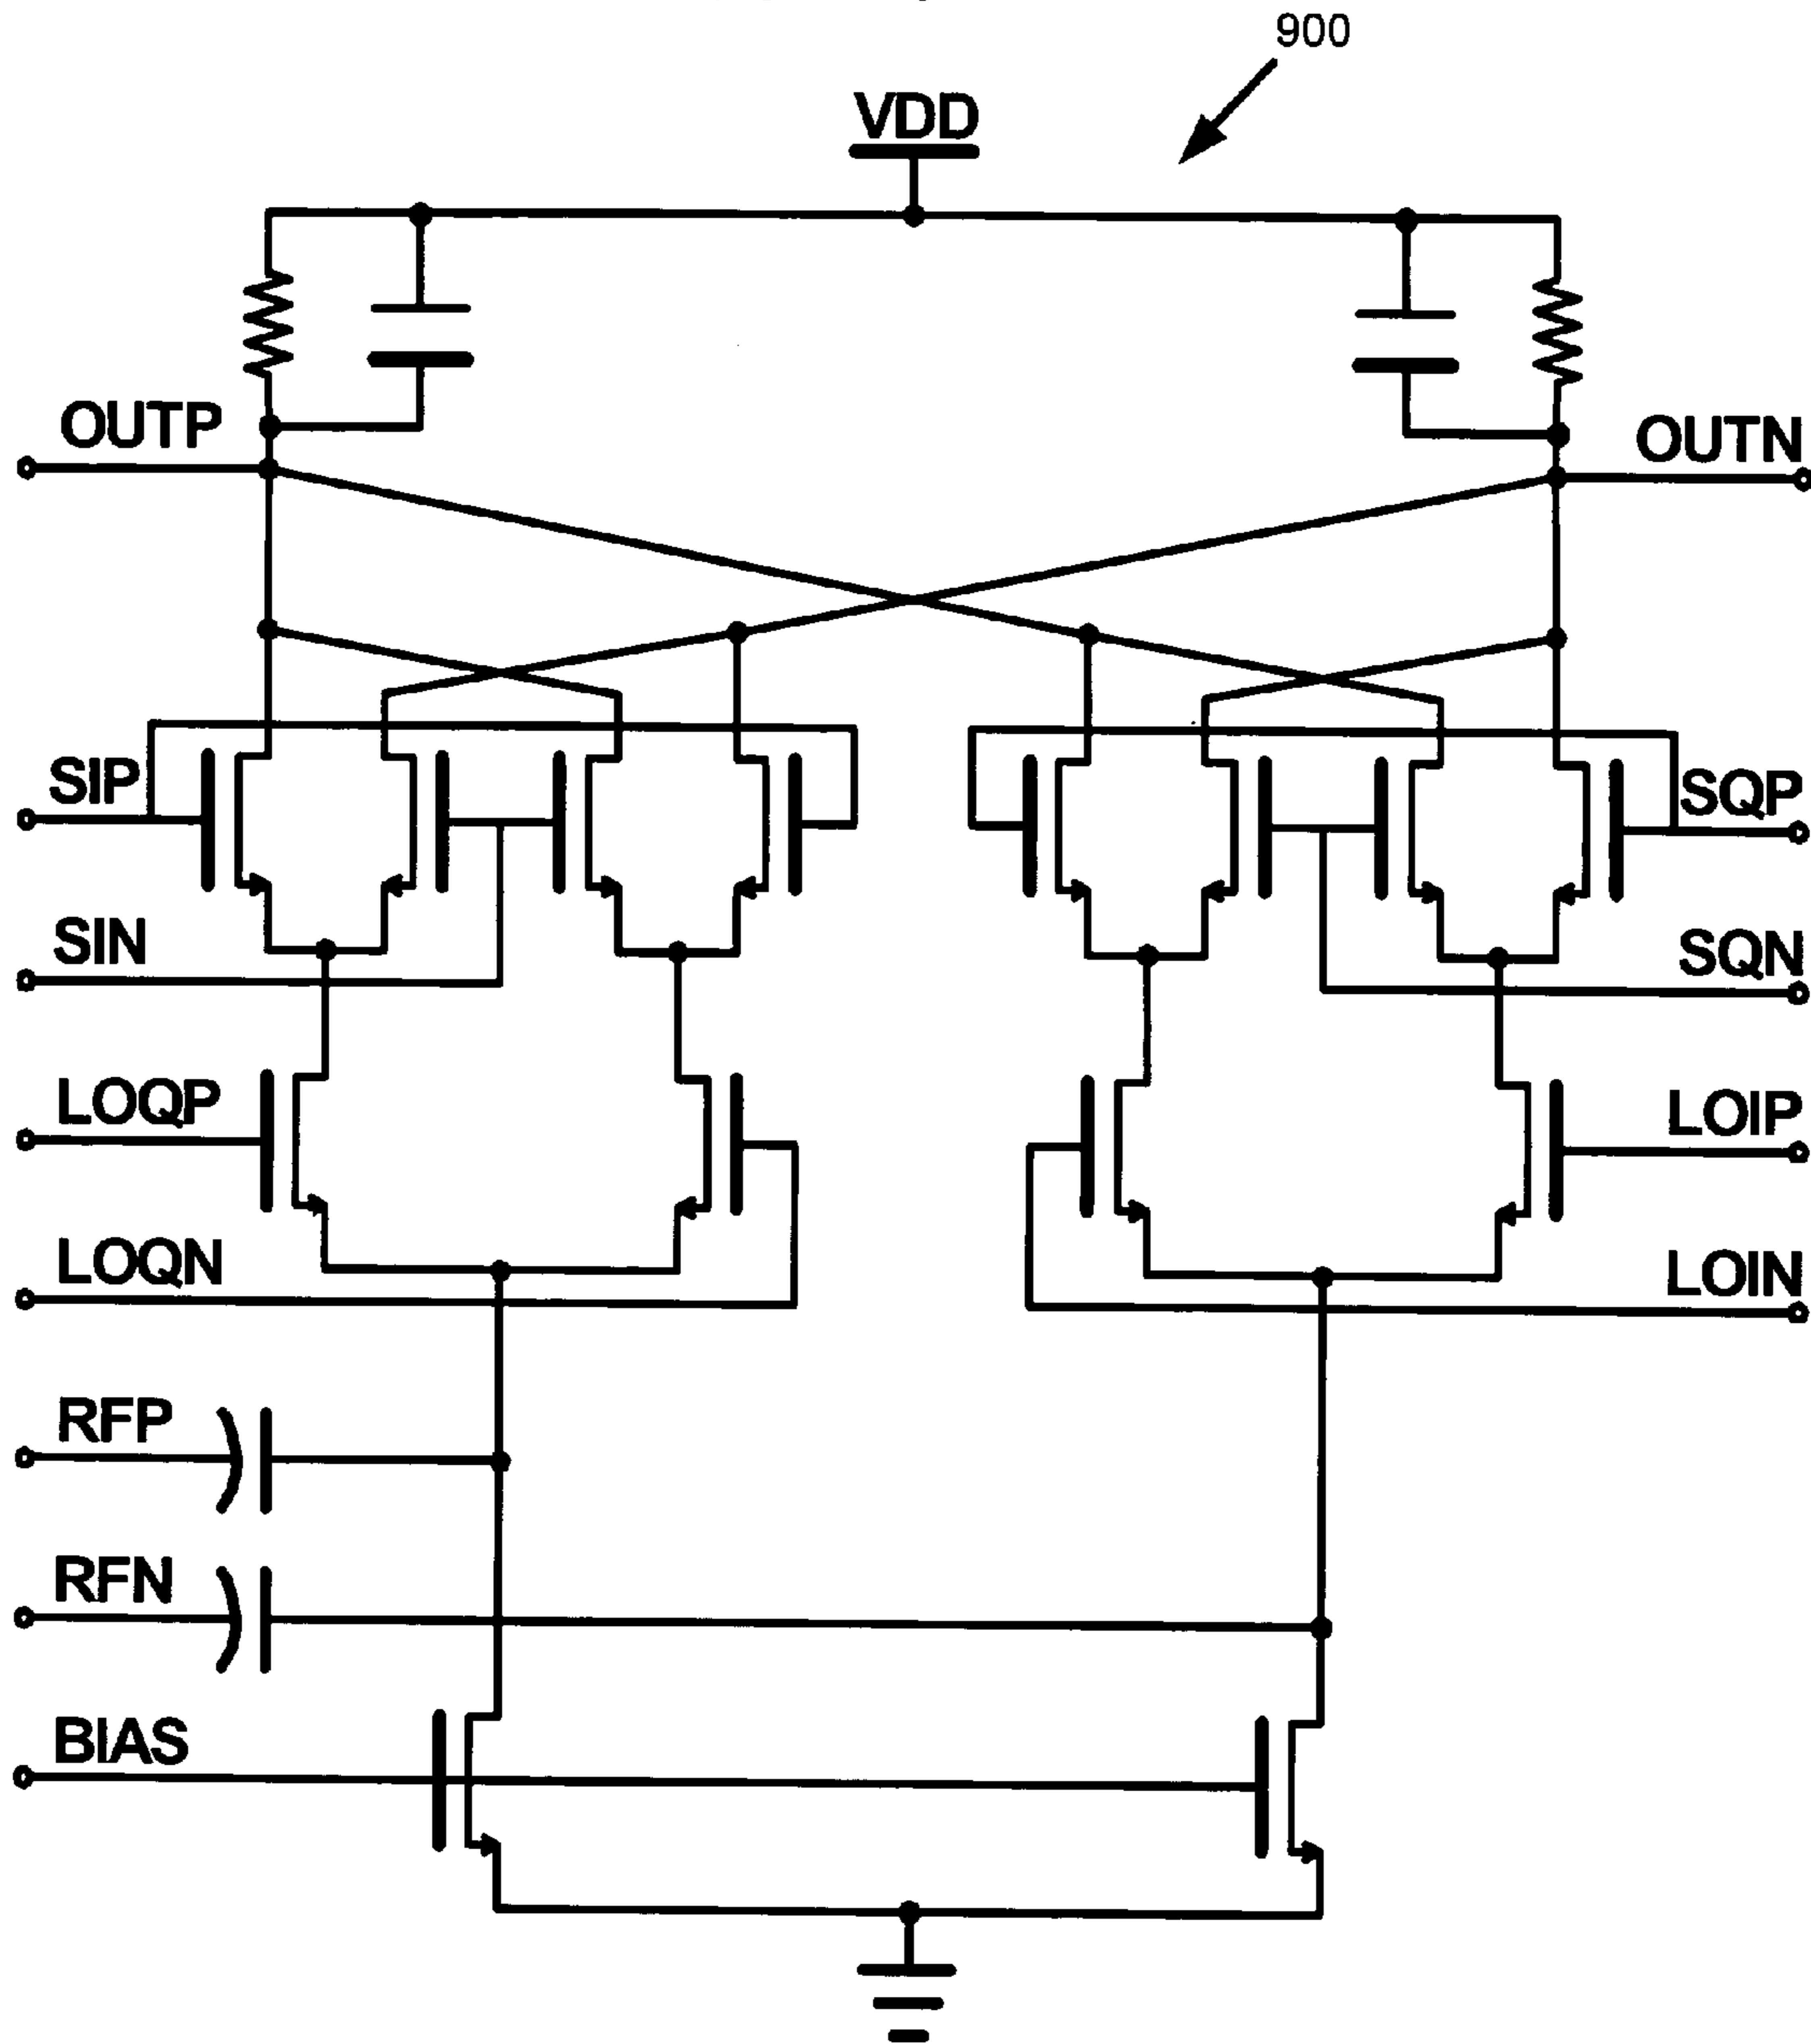 900
VDD
OUTP
OUTN
SIP
SQP
SIN
SQN
LOQP
LOIP
LOQN
LOIN
RFP
RFN
BIAS